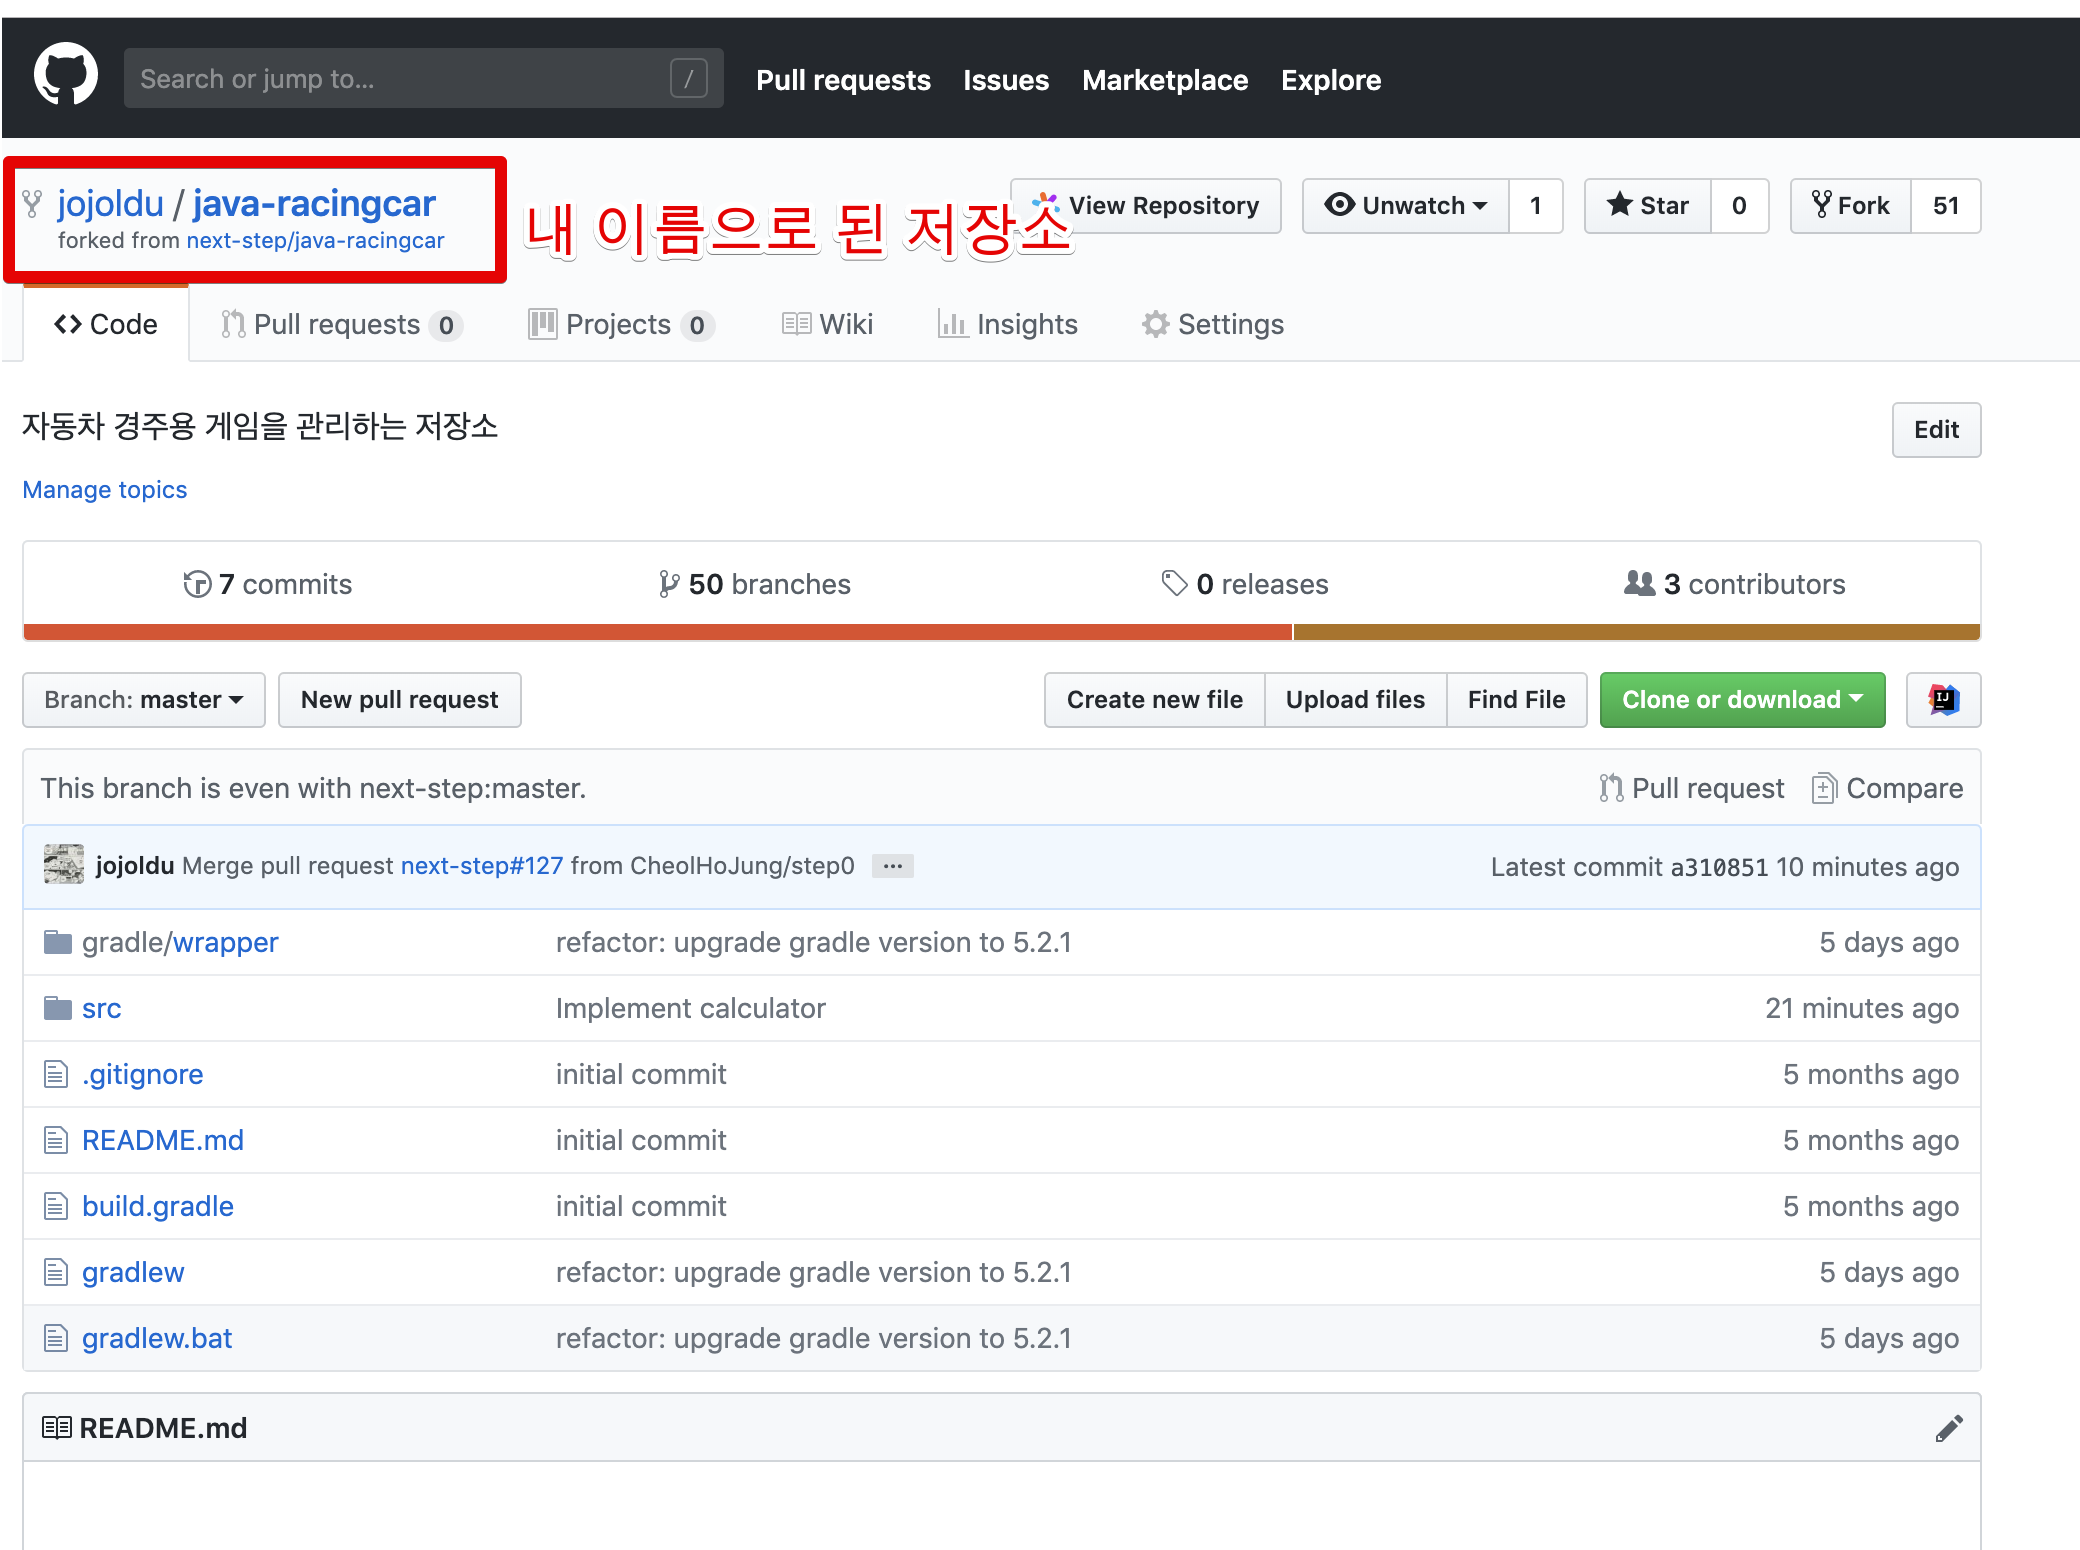 Search or jump to... /
Pull requests Issues Marketplace Explore
jojoldu / java-racingcar
forked from next-step/java-racingcar
내 이름으로 된 저장소
View Repository
Unwatch 1
Star 0
Fork 51
Code
Pull requests 0
Projects 0
Wiki
Insights
Settings
자동차 경주용 게임을 관리하는 저장소
Edit
Manage topics
7 commits
50 branches
0 releases
3 contributors
Branch: master
New pull request
Create new file
Upload files
Find File
Clone or download
IJ
This branch is even with next-step:master.
Pull request
Compare
jojoldu Merge pull request next-step#127 from CheolHoJung/step0 ...
Latest commit a310851 10 minutes ago
gradle/wrapper refactor: upgrade gradle version to 5.2.1 5 days ago
src Implement calculator 21 minutes ago
.gitignore initial commit 5 months ago
README.md initial commit 5 months ago
build.gradle initial commit 5 months ago
gradlew refactor: upgrade gradle version to 5.2.1 5 days ago
gradlew.bat refactor: upgrade gradle version to 5.2.1 5 days ago
README.md